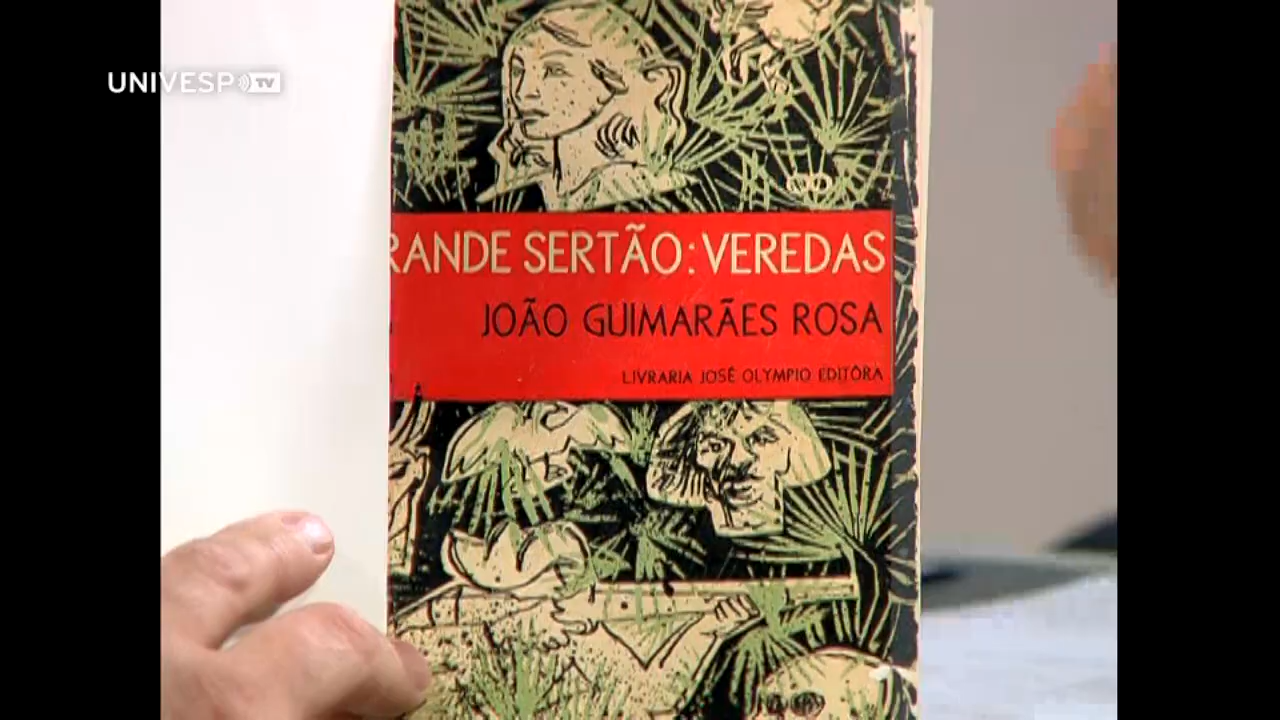 UNIVESP TV
RANDE SERTÃO: VEREDAS
JOÃO GUIMARÃES ROSA
LIVRARIA JOSÉ OLYMPIO EDITÔRA